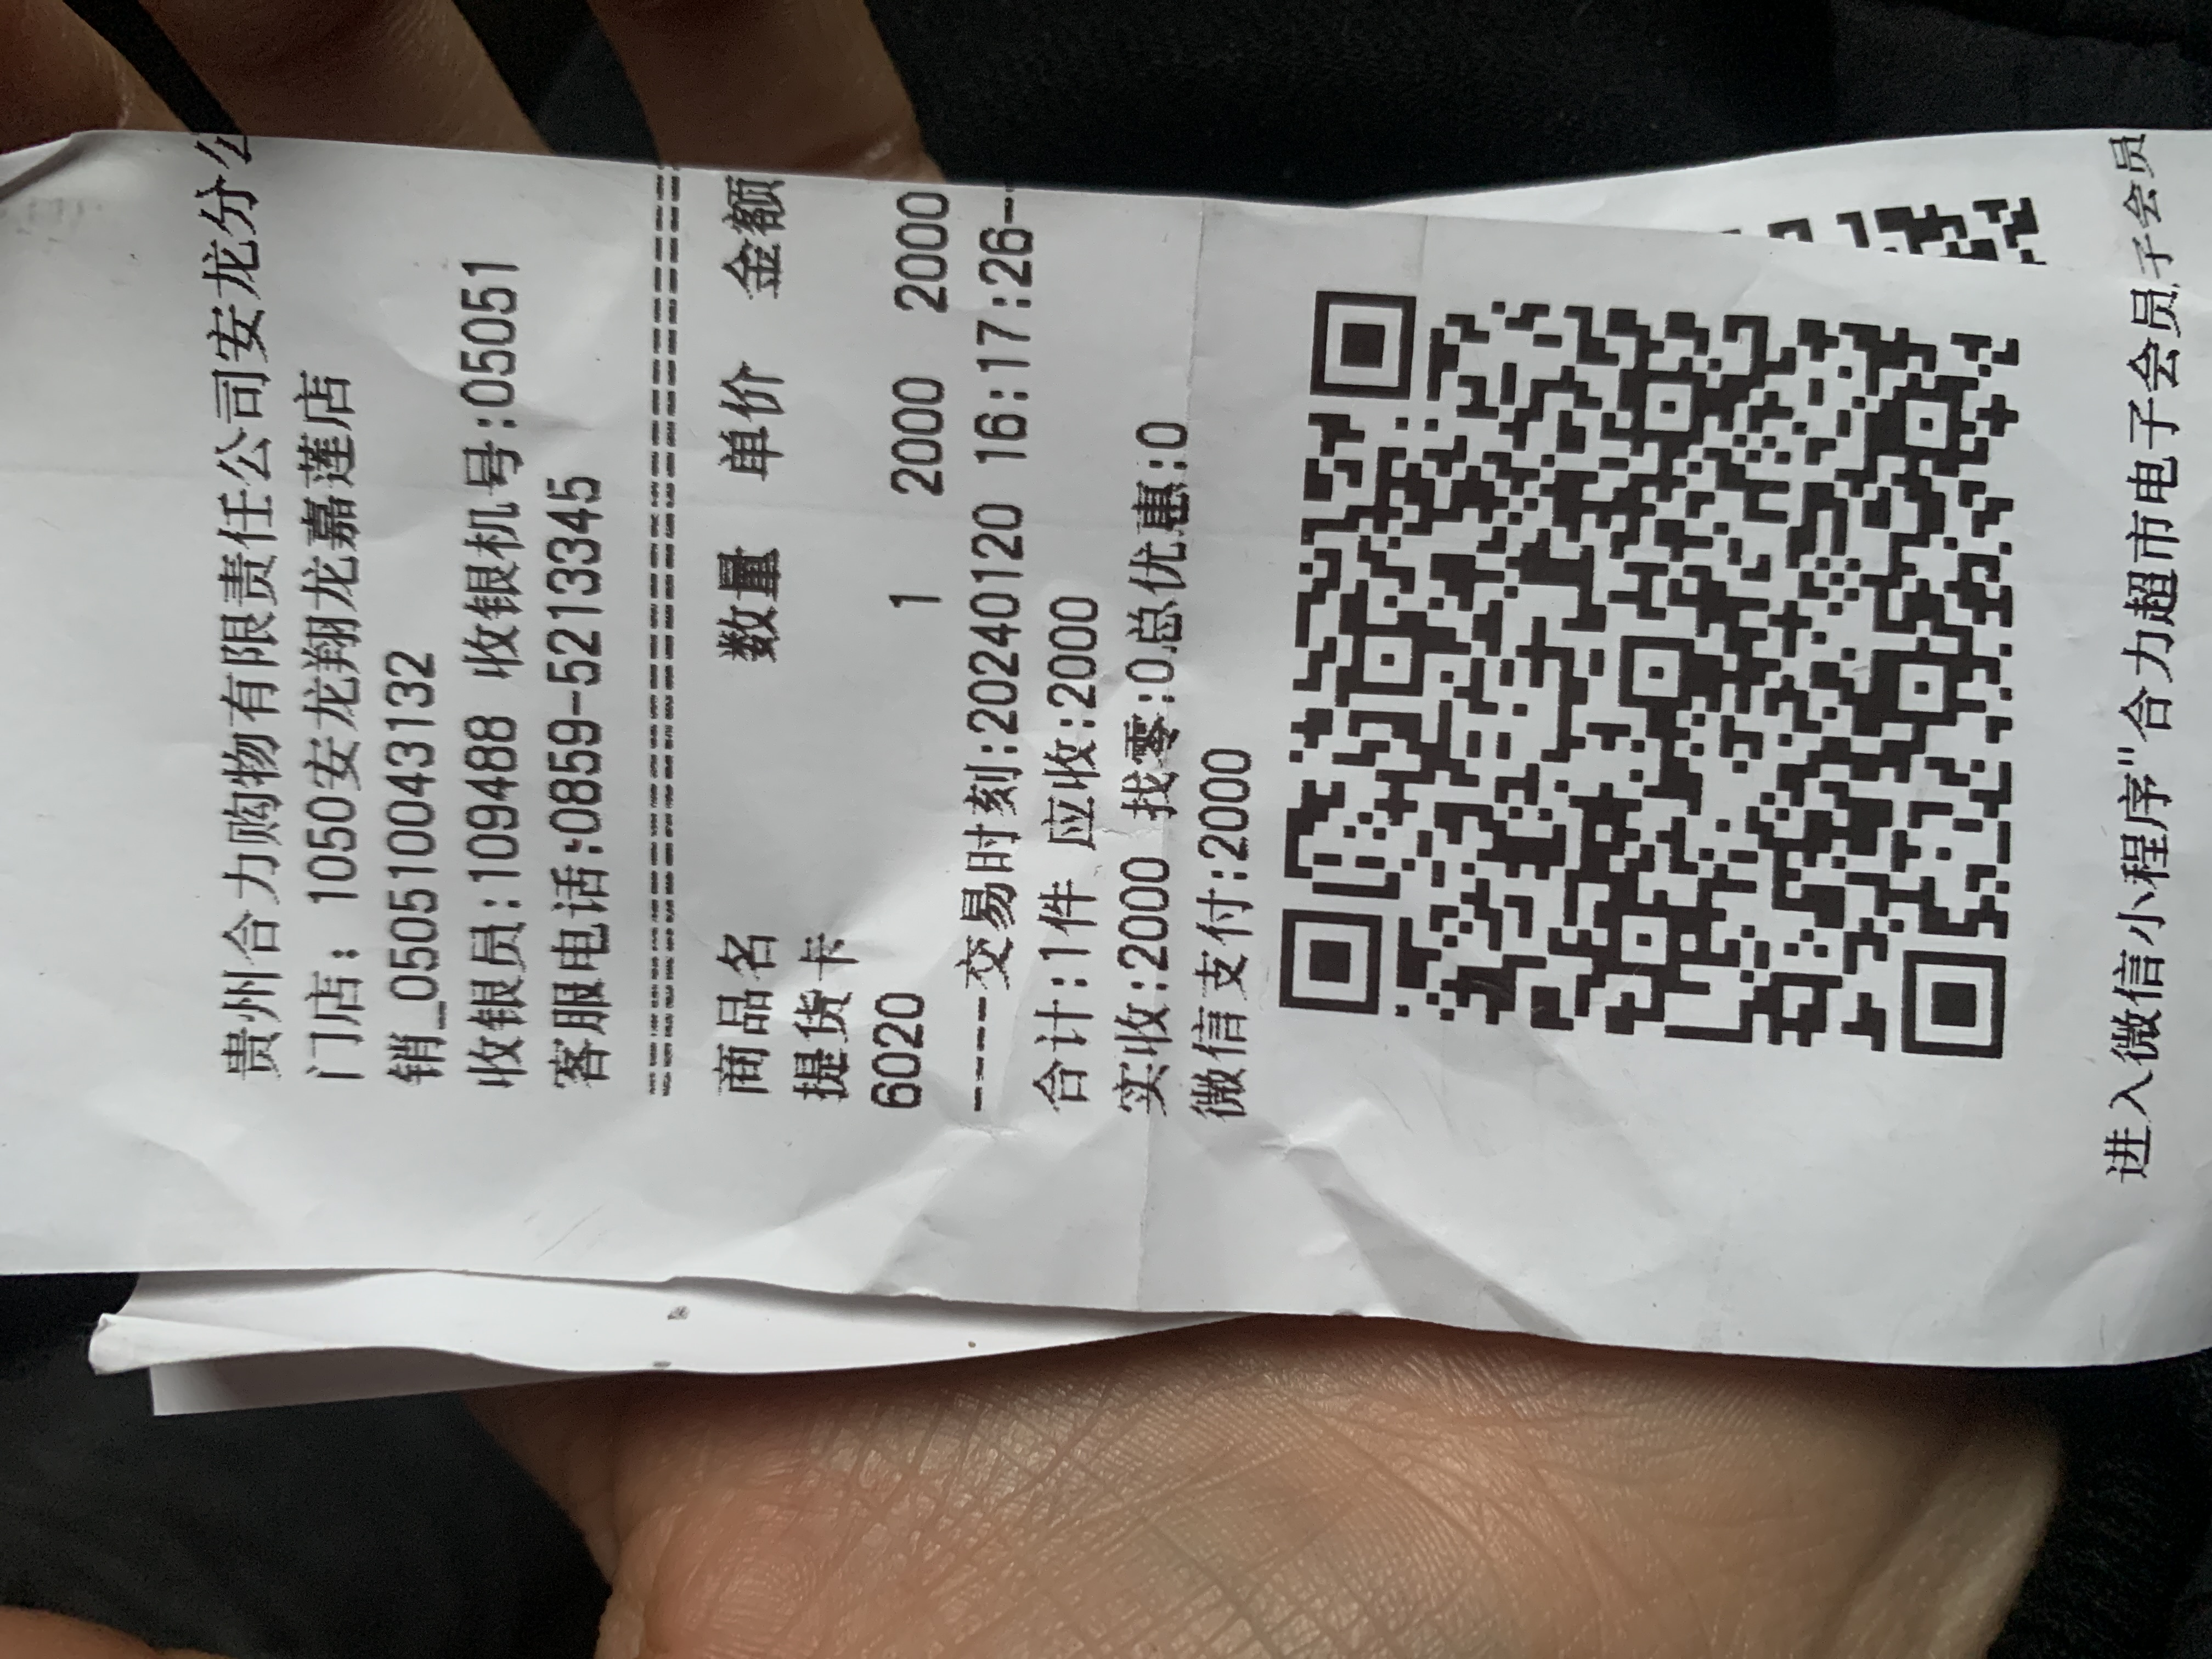 贵州合力购物有限责任公司安龙分公
门店：1050安龙翔龙嘉莲店
销_050510043132
收银员:109488 收银机号:05051
客服电话:0859-5213345
==================================
商品名 数量 单价 金额
提货卡
6020 1 2000 2000
----交易时刻:20240120 16:17:26-
合计:1件 应收:2000
实收:2000 找零:0总优惠:0
微信支付:2000
进入微信小程序"合力超市电子会员
子会员